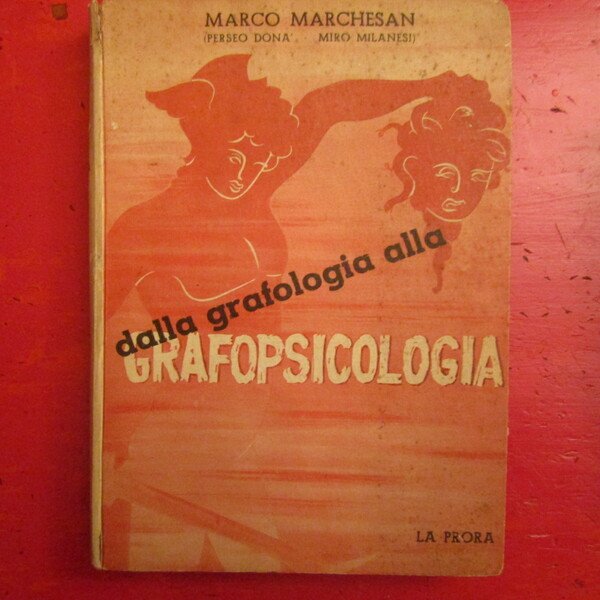 MARCO MARCHESAN
(PERSEO DONA' - MIRO MILANESI)
dalla grafologia alla
GRAFOPSICOLOGIA
LA PRORA